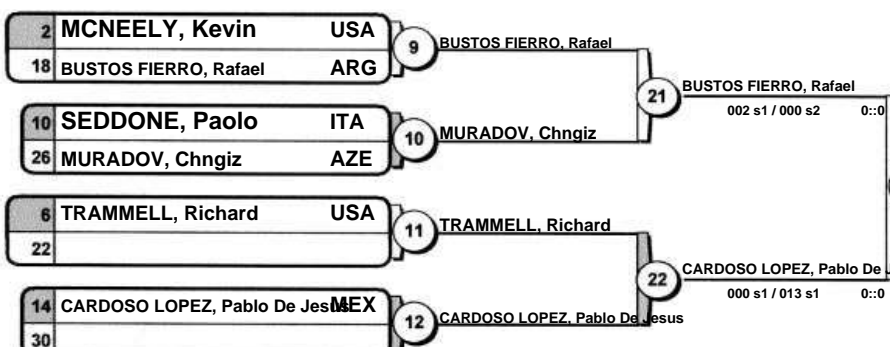 2 MCNEELY, Kevin USA
18 BUSTOS FIERRO, Rafael ARG
9
BUSTOS FIERRO, Rafael
10 SEDDONE, Paolo ITA
26 MURADOV, Chngiz AZE
10
MURADOV, Chngiz
21
BUSTOS FIERRO, Rafael
002 s1 / 000 s2 0::0
6 TRAMMELL, Richard USA
22
11
TRAMMELL, Richard
14 CARDOSO LOPEZ, Pablo De Jesus MEX
30
12
CARDOSO LOPEZ, Pablo De Jesus
22
CARDOSO LOPEZ, Pablo De
000 s1 / 013 s1 0::0